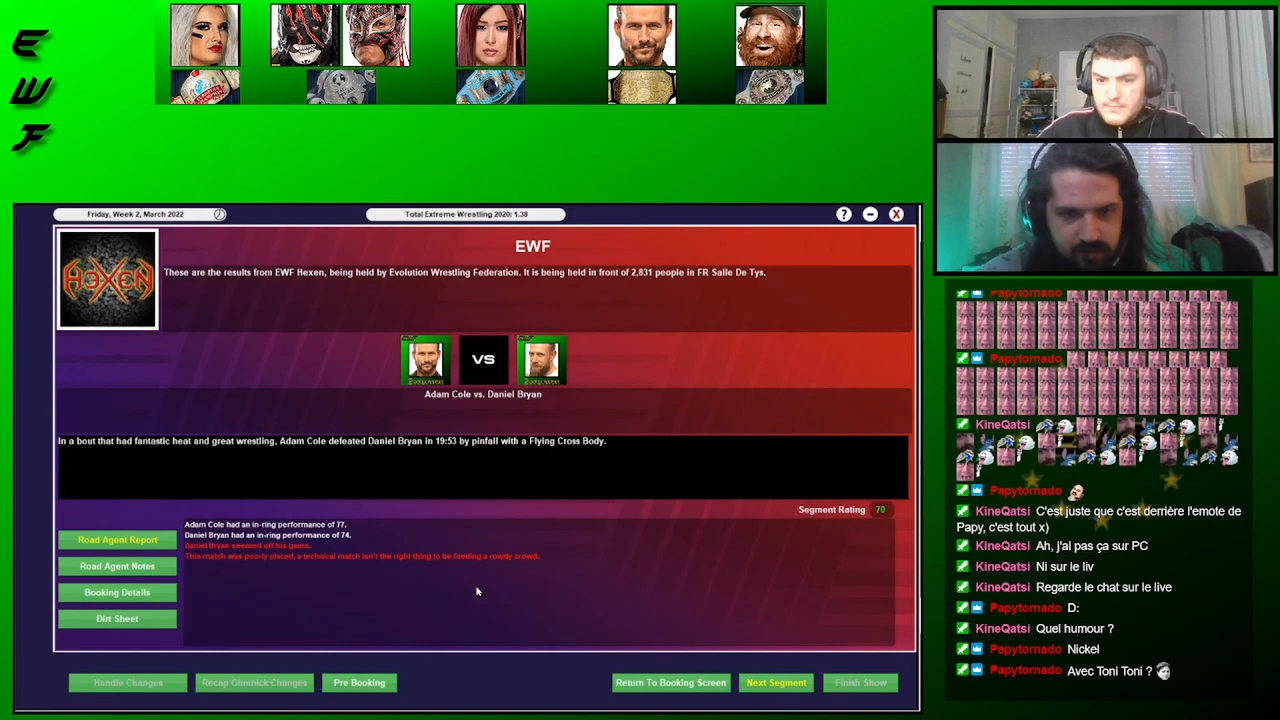 E
W
F
Friday, Week 2, March 2022
Total Extreme Wrestling 2020: 1.38
?
X
HEXEN
EWF
These are the results from EWF Hexen, being held by Evolution Wrestling Federation. It is being held in front of 2,831 people in FR Salle De Tys.
VS
Adam Cole vs. Daniel Bryan
In a bout that had fantastic heat and great wrestling, Adam Cole defeated Daniel Bryan in 19:53 by pinfall with a Flying Cross Body.
Segment Rating 70
Adam Cole had an in-ring performance of 77.
Daniel Bryan had an in-ring performance of 74.
Daniel Bryan seemed off his game.
This match was poorly placed, a technical match isn't the right thing to be feeding a rowdy crowd.
Road Agent Report
Road Agent Notes
Booking Details
Dirt Sheet
Handle Changes
Recap Gimmick Changes
Pre Booking
Return To Booking Screen
Next Segment
Finish Show
Papytornado
Papytornado
KineQatsi
Papytornado
KineQatsi C'est juste que c'est derrière l'emote de
Papy, c'est tout x)
KineQatsi Ah, j'ai pas ça sur PC
KineQatsi Ni sur le liv
KineQatsi Regarde le chat sur le live
Papytornado D:
KineQatsi Quel humour ?
Papytornado Nickel
Papytornado Avec Toni Toni ?